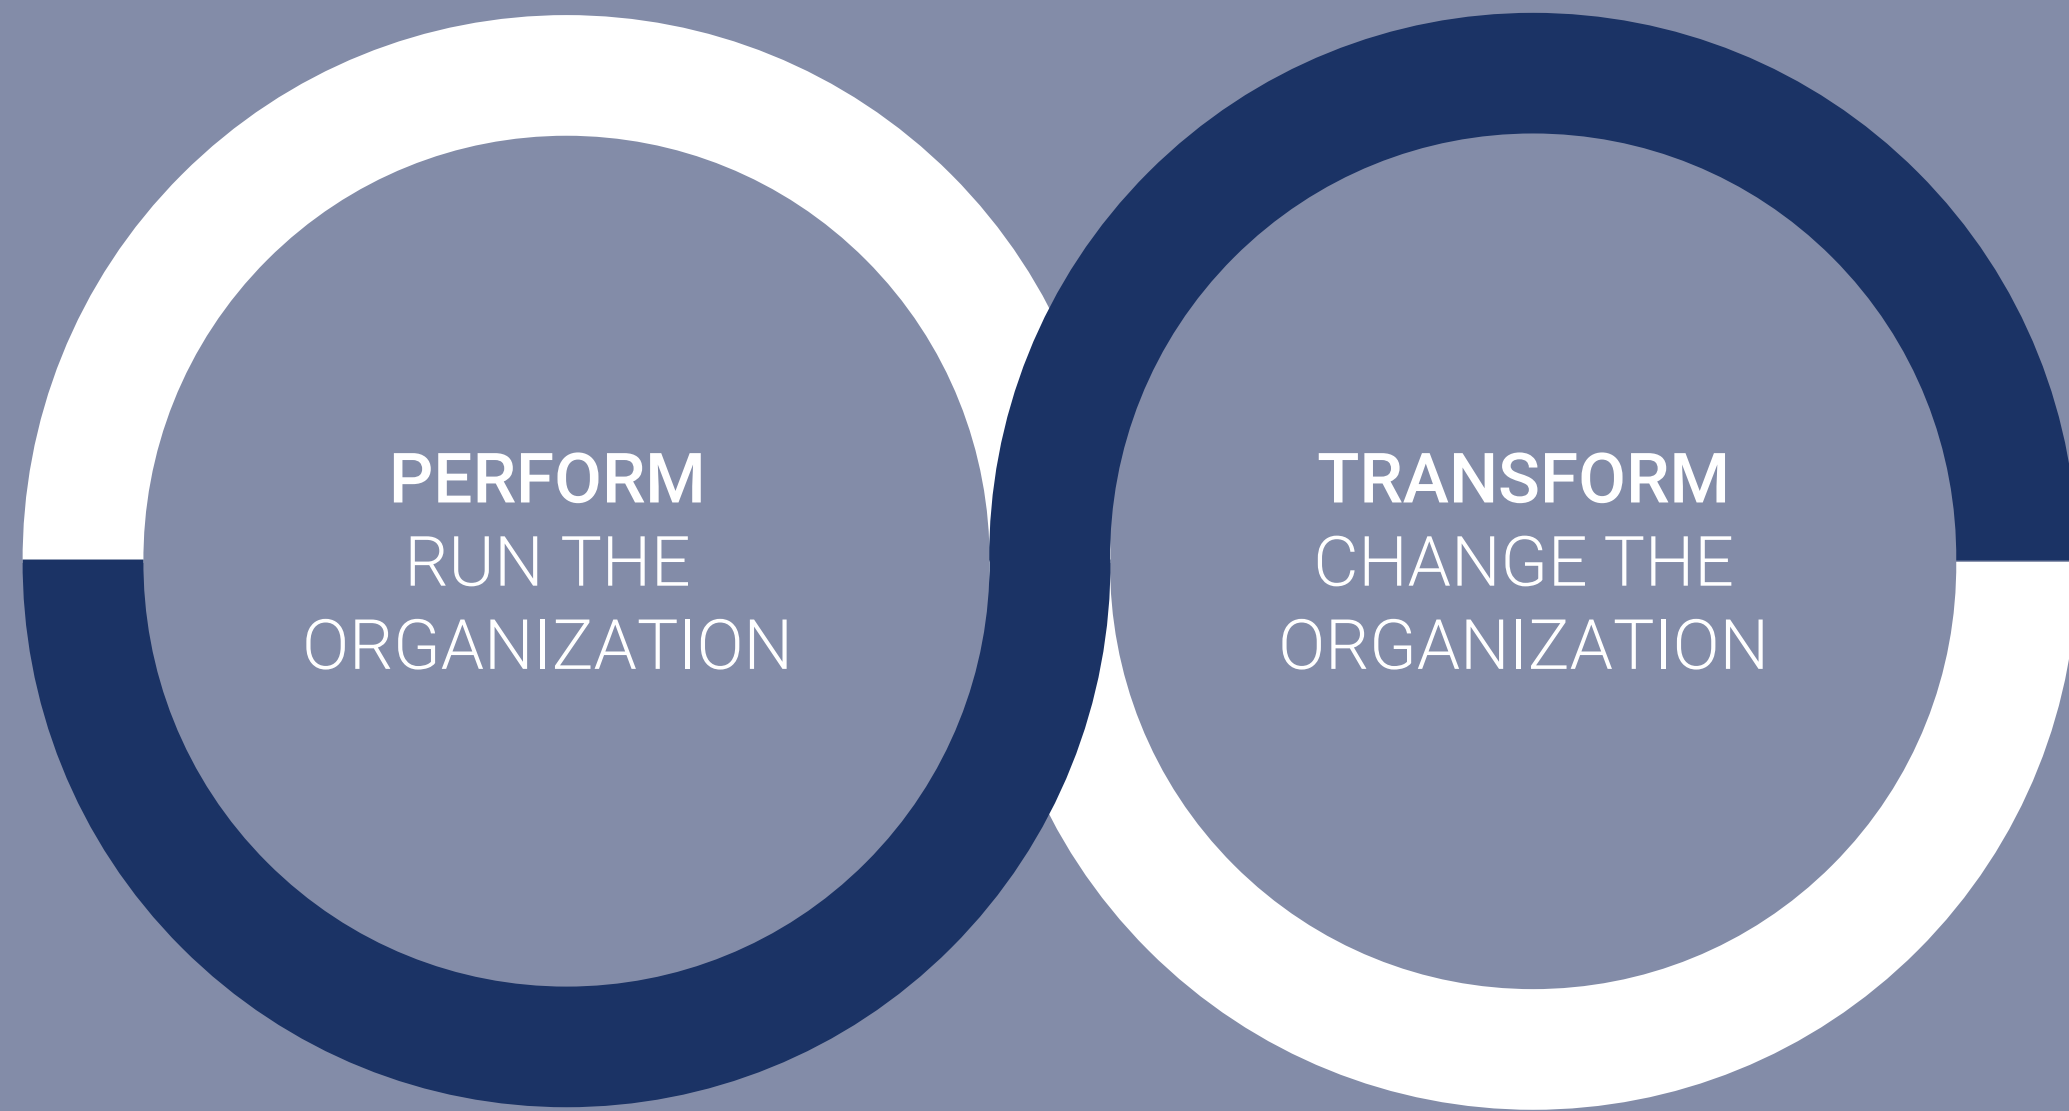 PERFORM
RUN THE
ORGANIZATION
TRANSFORM
CHANGE THE
ORGANIZATION